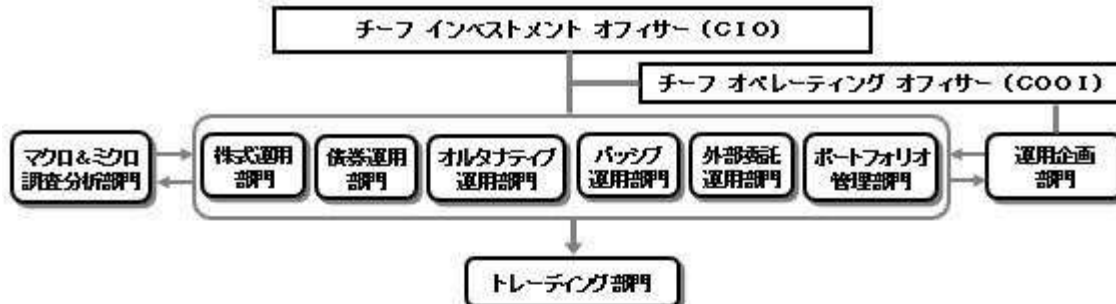 チーフ インベストメント オフィサー (CIO)
チーフ オペレーティング オフィサー (COOI)
マクロ&ミクロ
調査分析部門
株式運用
部門
債券運用
部門
オルタナティブ
運用部門
パッシブ
運用部門
外部委託
運用部門
ポートフォリオ
管理部門
運用企画
部門
トレーディング部門